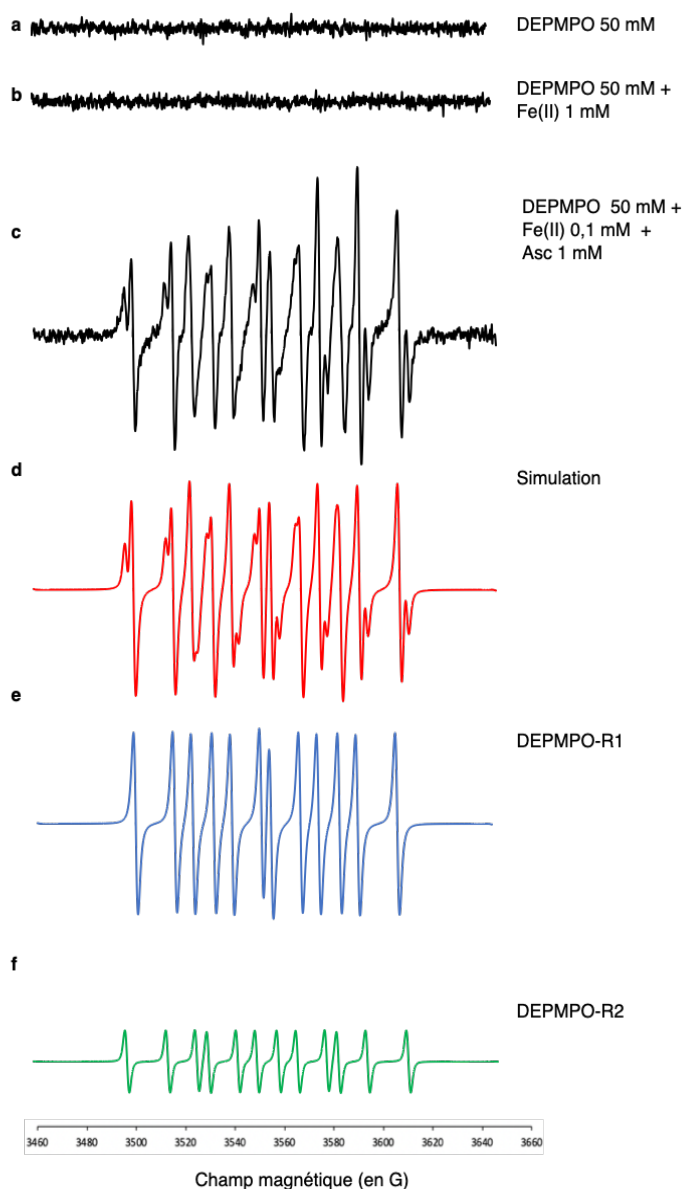 a
DEPMPO 50 mM
b
DEPMPO 50 mM +
Fe(II) 1 mM
c
DEPMPO 50 mM +
Fe(II) 0,1 mM +
Asc 1 mM
d
Simulation
e
DEPMPO-R1
f
DEPMPO-R2
3460 3480 3500 3520 3540 3560 3580 3600 3620 3640 3660
Champ magnétique (en G)